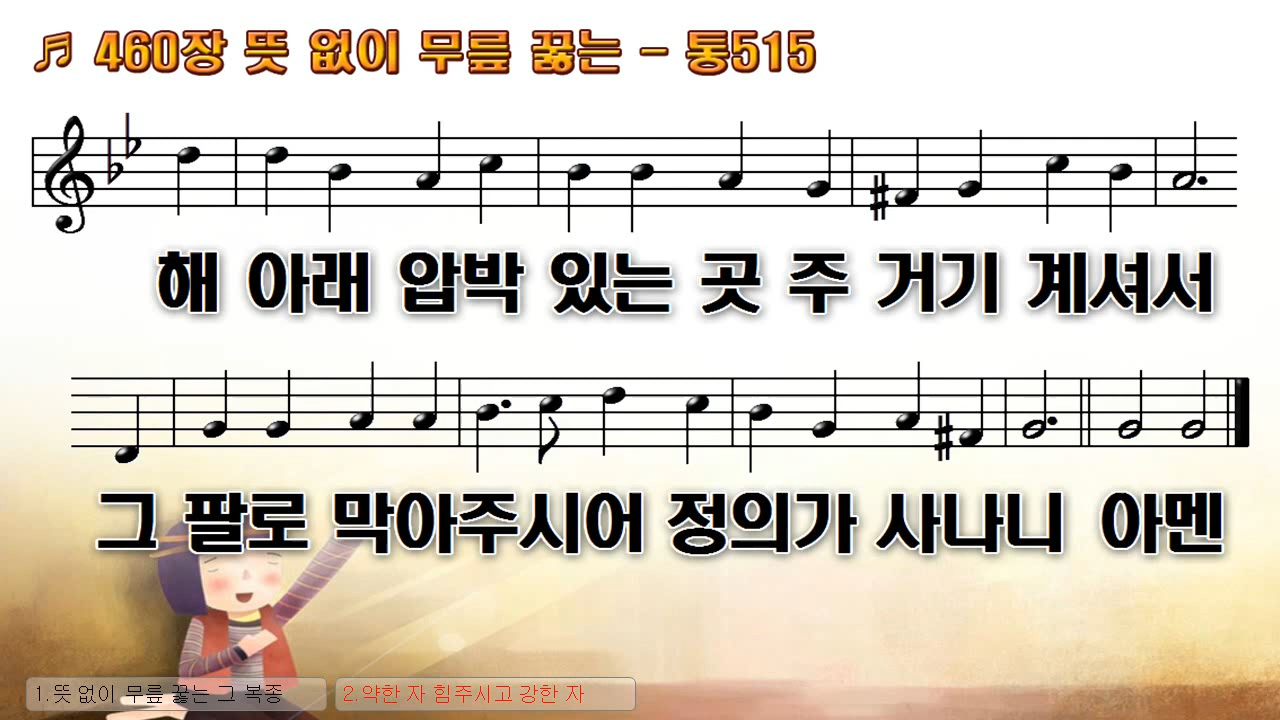 ♬ 460장 뜻 없이 무릎 꿇는 - 통515
해 아래 압박 있는 곳 주 거기 계셔서
그 팔로 막아주시어 정의가 사나니 아멘
1.뜻 없이 무릎 꿇는 그 복종 2.약한 자 힘주시고 강한 자